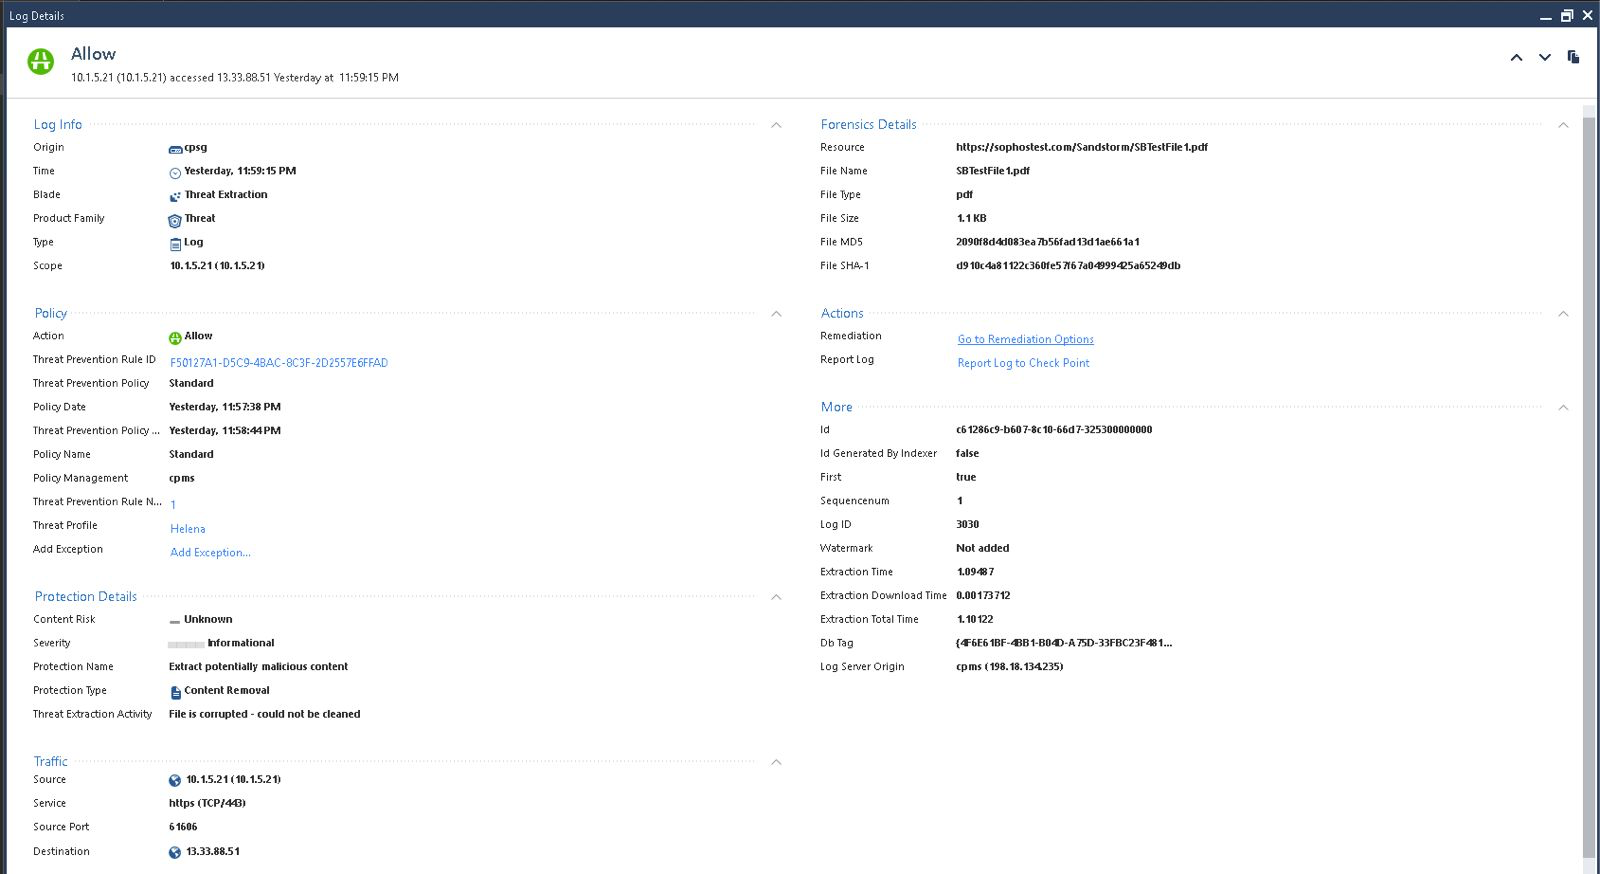 Log Details
Allow
10.1.5.21 (10.1.5.21) accessed 13.33.88.51 Yesterday at 11:59:15 PM
Log Info
Origin cpsg
Time Yesterday, 11:59:15 PM
Blade Threat Extraction
Product Family Threat
Type Log
Scope 10.1.5.21 (10.1.5.21)
Policy
Action Allow
Threat Prevention Rule ID F50127A1-D5C9-4BAC-8C3F-2D2557E6FFAD
Threat Prevention Policy Standard
Policy Date Yesterday, 11:57:38 PM
Threat Prevention Policy ... Yesterday, 11:58:44 PM
Policy Name Standard
Policy Management cpms
Threat Prevention Rule N... 1
Threat Profile Helena
Add Exception Add Exception...
Protection Details
Content Risk Unknown
Severity Informational
Protection Name Extract potentially malicious content
Protection Type Content Removal
Threat Extraction Activity File is corrupted - could not be cleaned
Traffic
Source 10.1.5.21 (10.1.5.21)
Service https (TCP/443)
Source Port 61606
Destination 13.33.88.51
Forensics Details
Resource https://sophostest.com/Sandstorm/SBTestFile1.pdf
File Name SBTestFile1.pdf
File Type pdf
File Size 1.1 KB
File MD5 2090f8d4d083ea7b56fad13d1ae661a1
File SHA-1 d910c4a81122c360fe57f67a04999425a65249db
Actions
Remediation Go to Remediation Options
Report Log Report Log to Check Point
More
Id c61286c9-b607-8c10-66d7-325300000000
Id Generated By Indexer false
First true
Sequencenum 1
Log ID 3030
Watermark Not added
Extraction Time 1.09487
Extraction Download Time 0.00173712
Extraction Total Time 1.10122
Db Tag {4F6E61BF-4BB1-B04D-A75D-33FBC23F481...
Log Server Origin cpms (198.18.134.235)